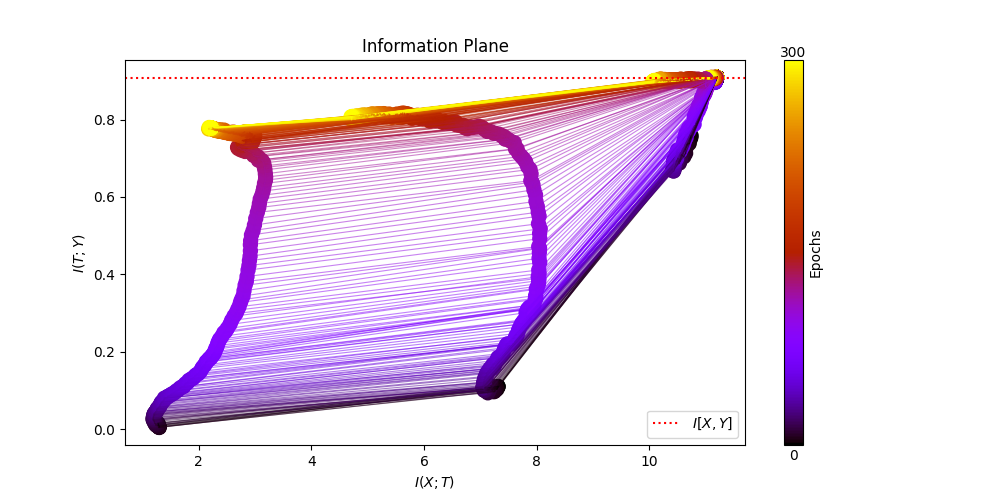 Information Plane
300
0.8
0.6
0.4
0.2
0.0
I(T; Y)
Epochs
I[X, Y]
0
2 4 6 8 10
I(X; T)